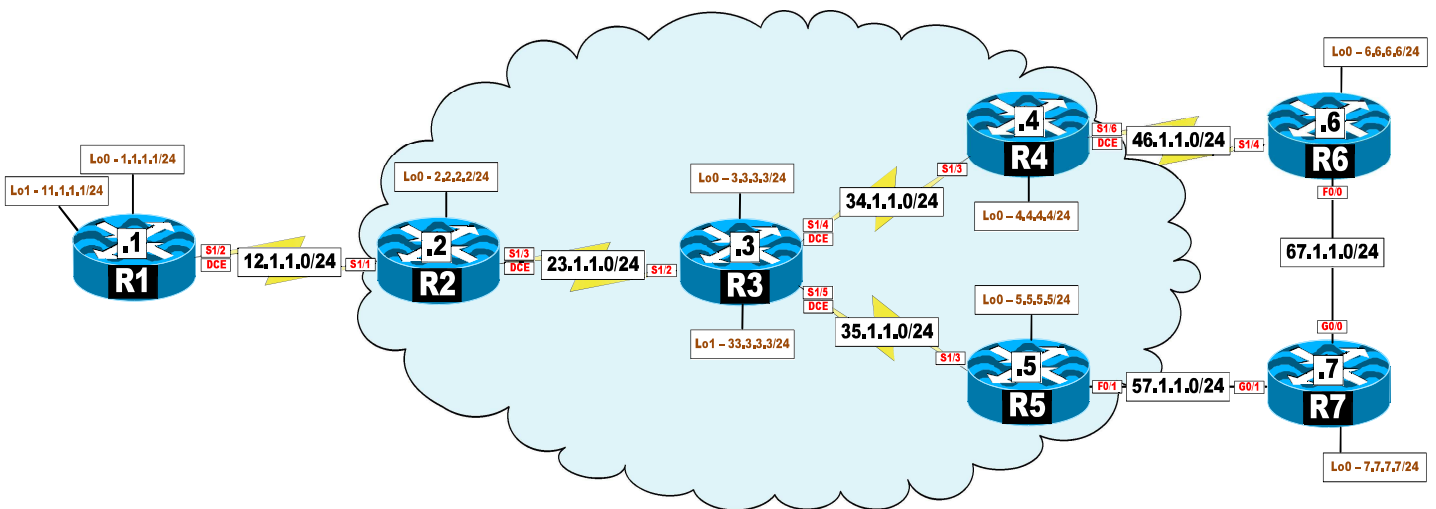 Lo0 – 6.6.6.6/24
.4
R4
S1/6
DCE
46.1.1.0/24
S1/4
.6
R6
Lo0 - 1.1.1.1/24
Lo1 - 11.1.1.1/24
Lo0 - 2.2.2.2/24
Lo0 – 3.3.3.3/24
S1/3
34.1.1.0/24
Lo0 – 4.4.4.4/24
F0/0
.1
R1
S1/2
DCE
12.1.1.0/24
S1/1
.2
R2
S1/3
DCE
23.1.1.0/24
S1/2
.3
R3
S1/4
DCE
67.1.1.0/24
S1/5
DCE
35.1.1.0/24
Lo0 – 5.5.5.5/24
Lo1 – 33.3.3.3/24
S1/3
.5
R5
F0/1
57.1.1.0/24
G0/1
G0/0
.7
R7
Lo0 – 7.7.7.7/24